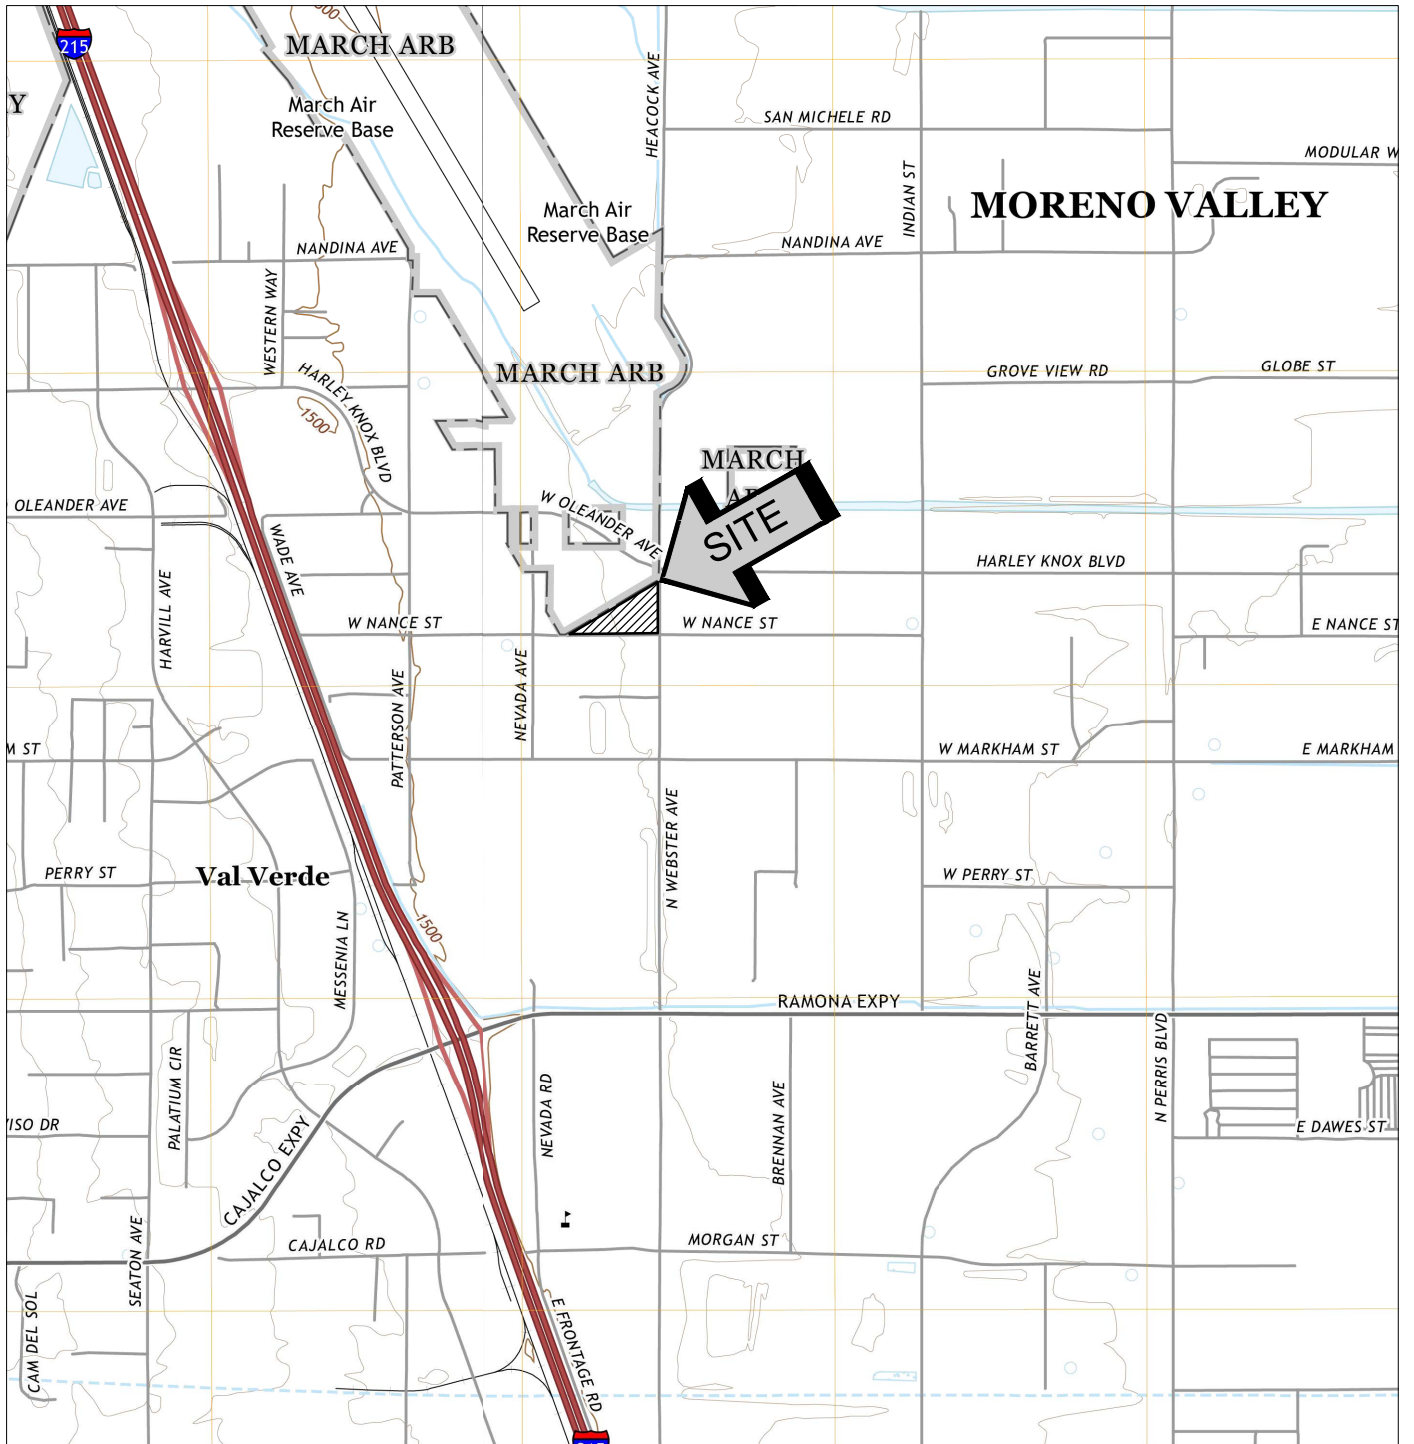 000
215
MARCH ARB
March Air
Reserve Base
HEACOCK AVE
SAN MICHELE RD
MODULAR W
Y
INDIAN ST
MORENO VALLEY
March Air
Reserve Base
NANDINA AVE
NANDINA AVE
WESTERN WAY
MARCH ARB
HARLEY KNOX BLVD
1500
GROVE VIEW RD
GLOBE ST
MARCH
OLEANDER AVE
W OLEANDER AVE
SITE
WADE AVE
HARLEY KNOX BLVD
HARVILL AVE
W NANCE ST
W NANCE ST
E NANCE ST
NEVADA AVE
PATTERSON AVE
M ST
W MARKHAM ST
E MARKHAM
N WEBSTER AVE
PERRY ST
Val Verde
W PERRY ST
1500
MESSENIA LN
RAMONA EXPY
BARRETT AVE
N PERRIS BLVD
PALATIUM CIR
NEVADA RD
BRENNAN AVE
VISO DR
E DAWES ST
CAJALCO EXPY
SEATON AVE
CAJALCO RD
MORGAN ST
CAM DEL SOL
E FRONTAGE RD